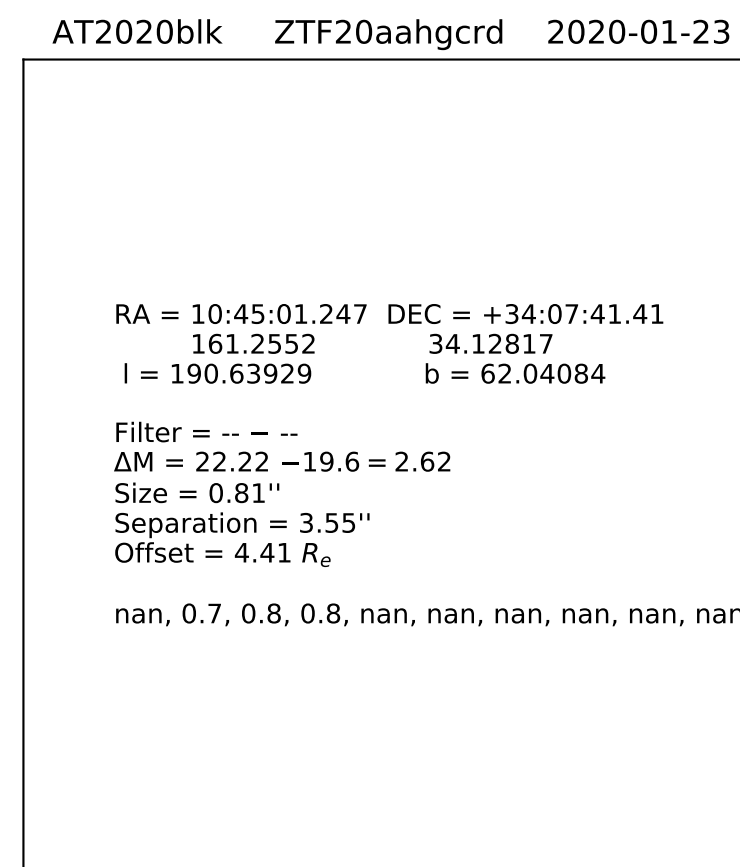 AT2020blk ZTF20aahgcrd 2020-01-23
RA = 10:45:01.247 DEC = +34:07:41.41
161.2552 34.12817
l = 190.63929 b = 62.04084
Filter = -- − --
ΔM = 22.22 −19.6 = 2.62
Size = 0.81''
Separation = 3.55''
Offset = 4.41 Rₑ
nan, 0.7, 0.8, 0.8, nan, nan, nan, nan, nan, nan